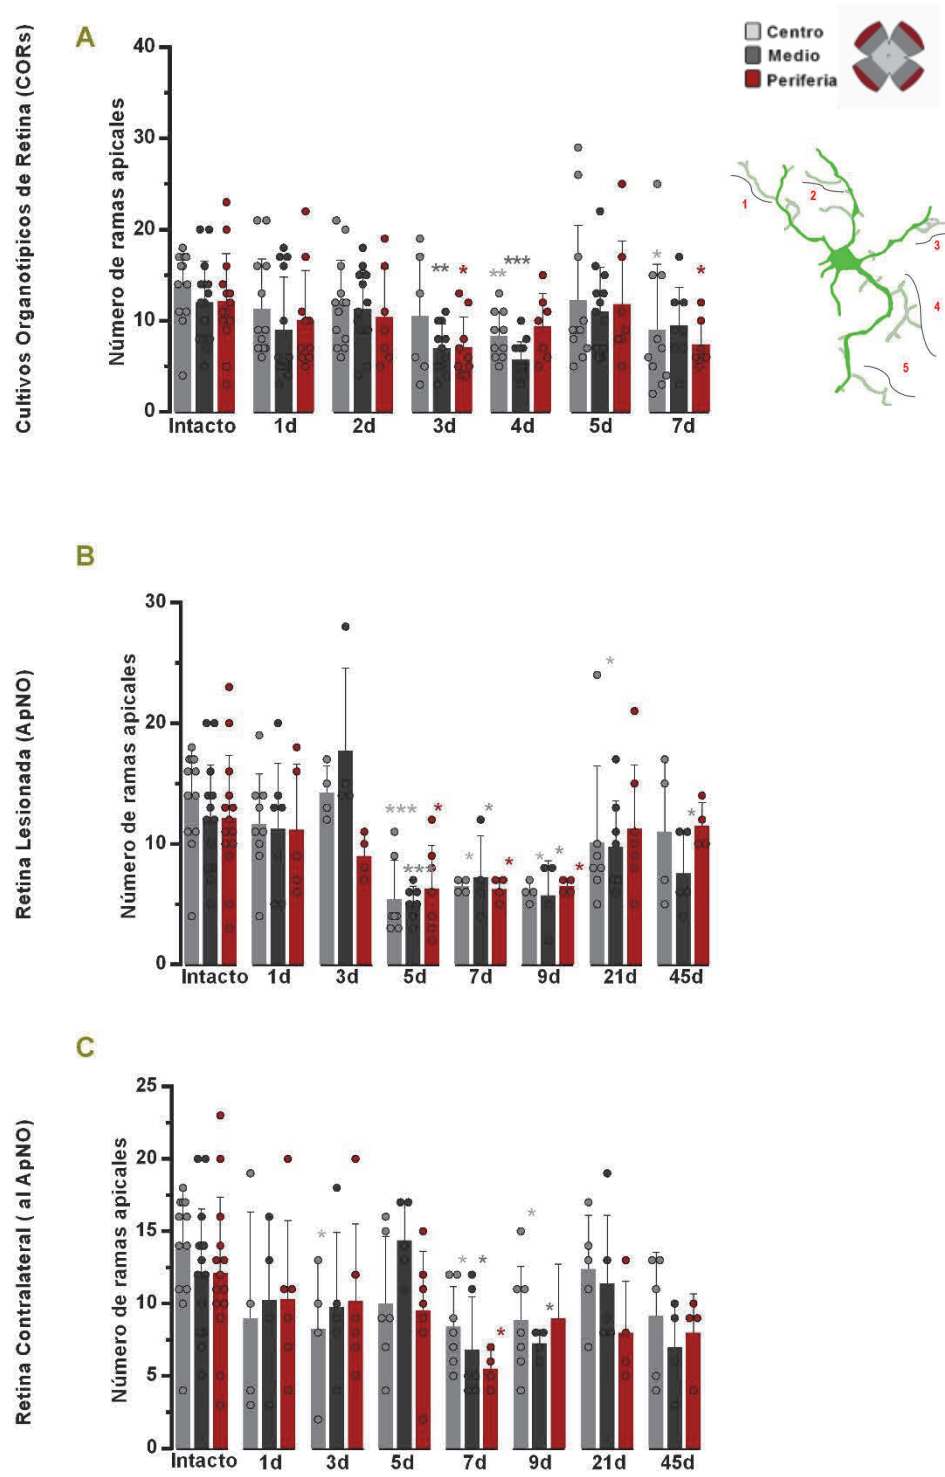 Cultivos Organotipicos de Retina (CORs)
A
Número de ramas apicales
40
30
20
10
0
Intacto 1d 2d 3d 4d 5d 7d
** * ** *** * *
Centro
Medio
Periferia
1
2
3
4
5
Retina Lesionada (ApNO)
B
Número de ramas apicales
30
20
10
0
Intacto 1d 3d 5d 7d 9d 21d 45d
*** *** * * * * * * * * *
Retina Contralateral ( al ApNO)
C
Número de ramas apicales
25
20
15
10
5
0
Intacto 1d 3d 5d 7d 9d 21d 45d
* * * * * *